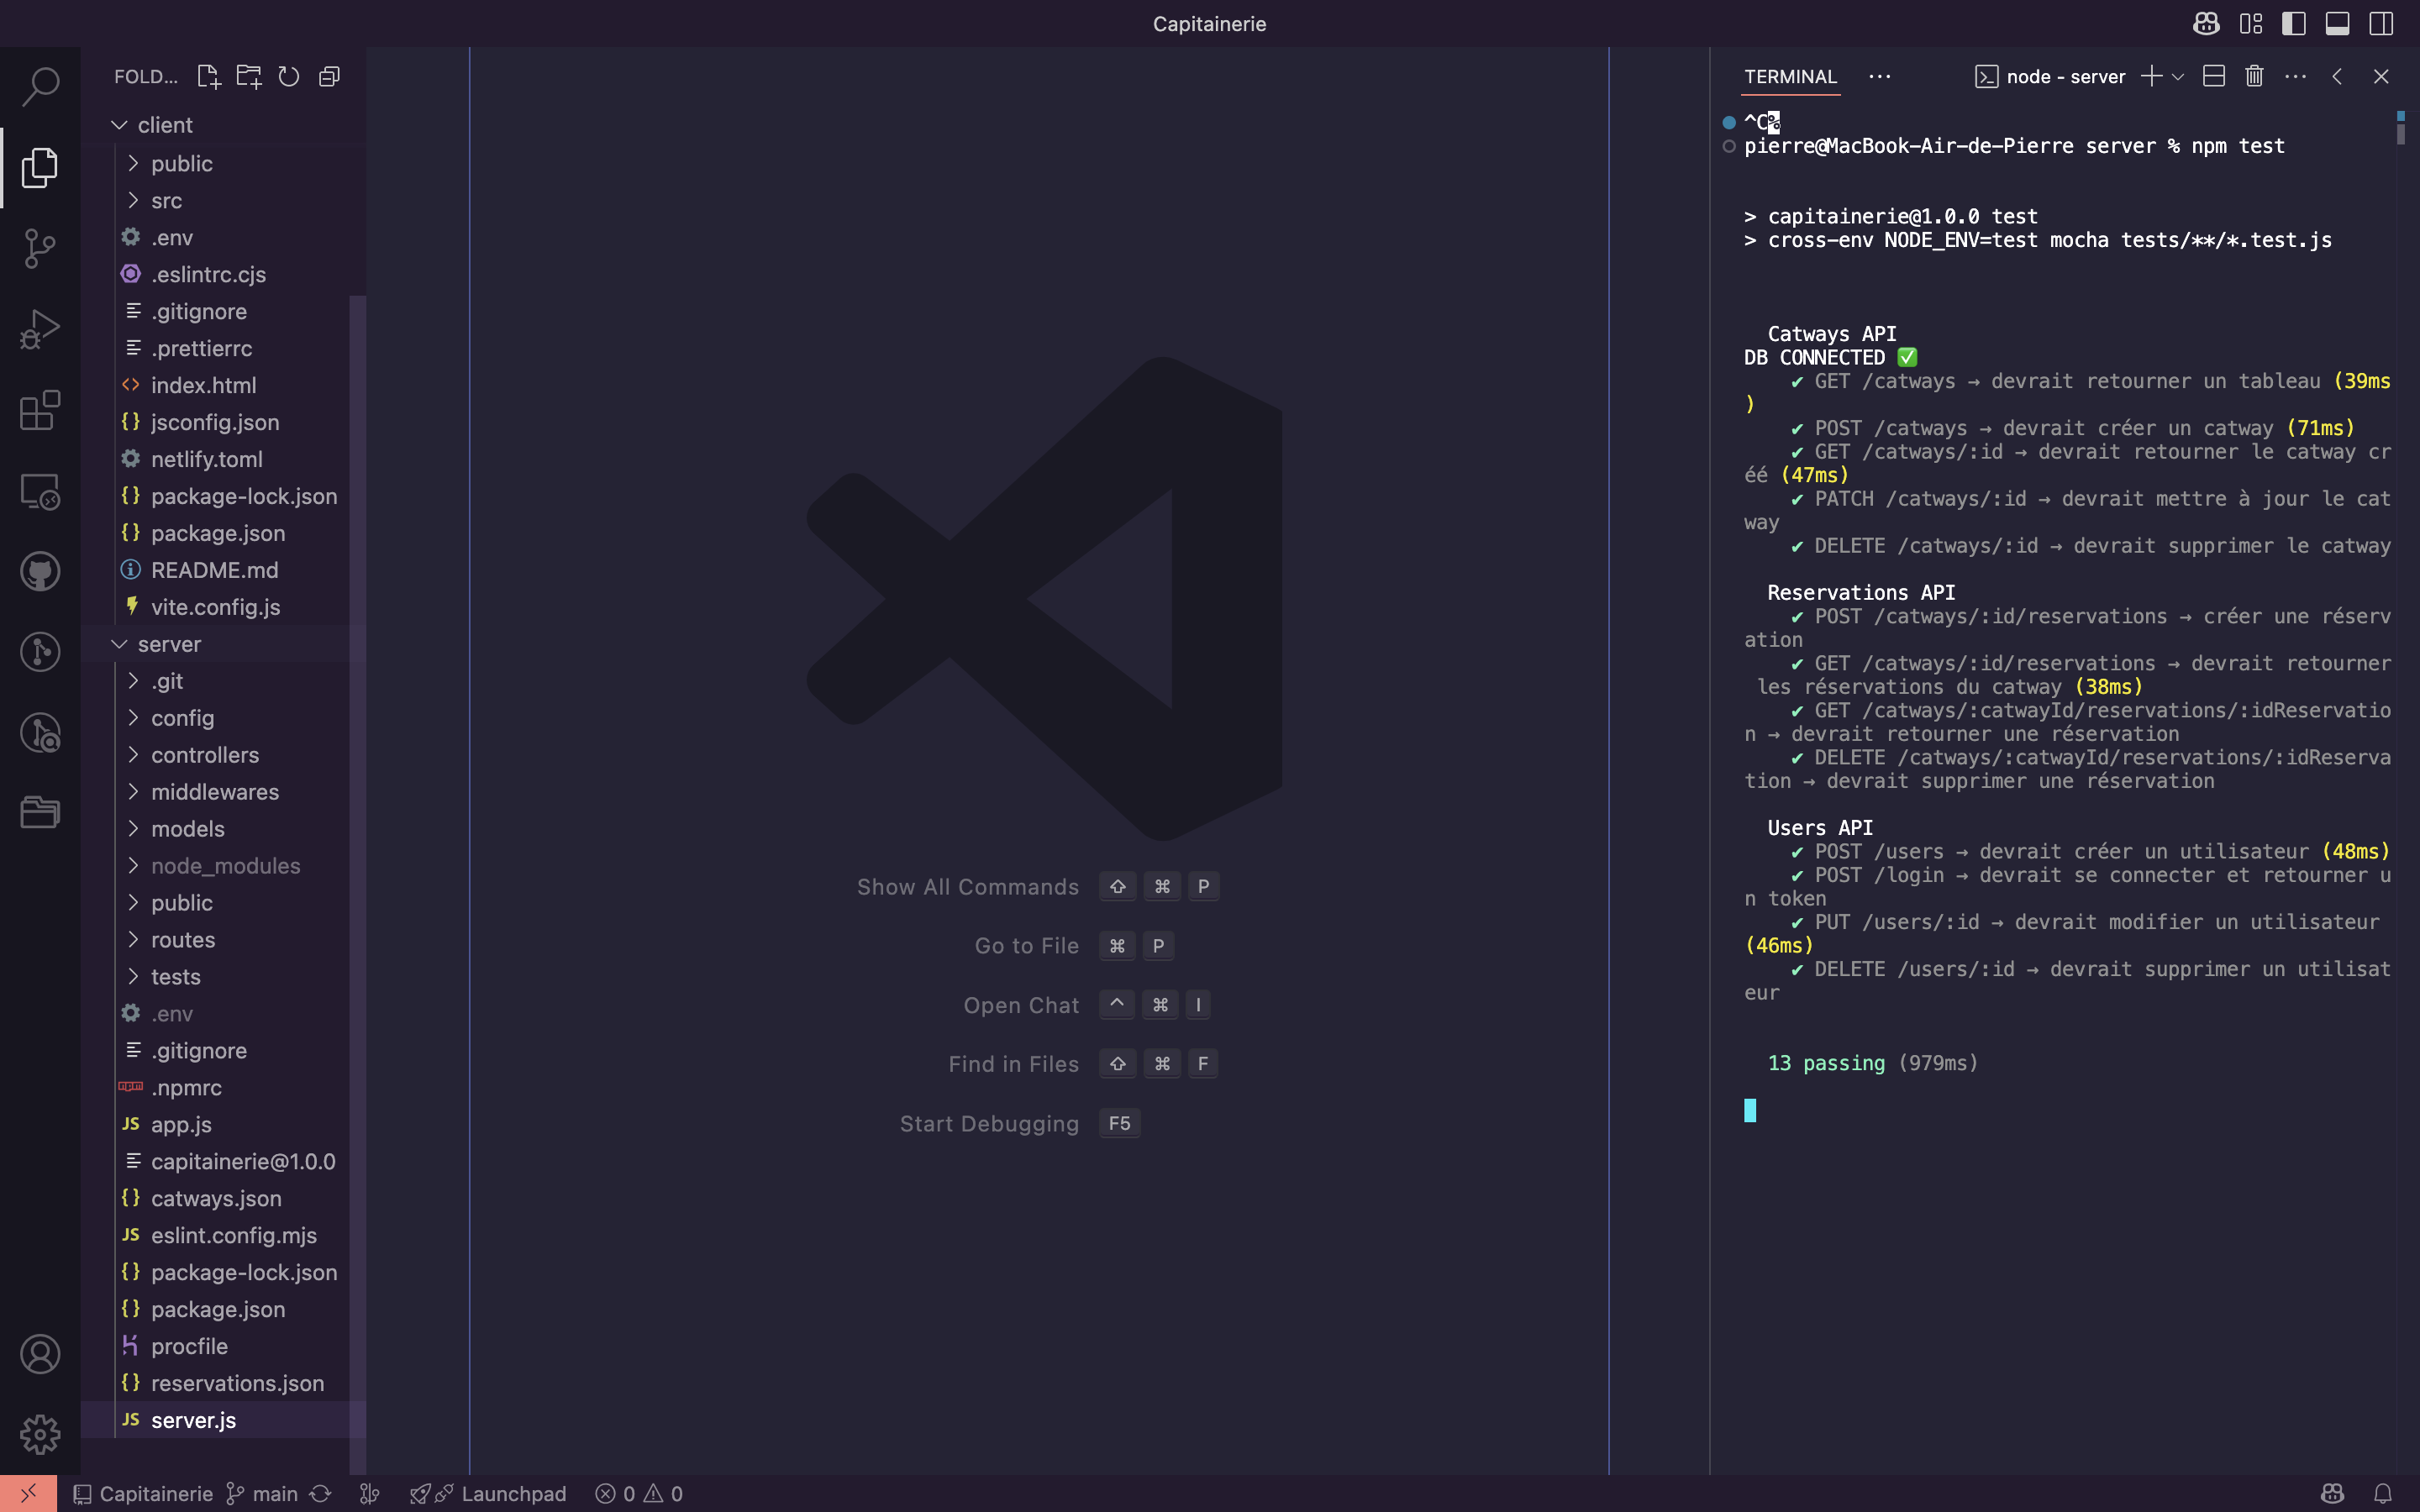 Capitainerie
FOLD...
client
public
src
.env
.eslintrc.cjs
.gitignore
.prettierrc
index.html
jsconfig.json
netlify.toml
package-lock.json
package.json
README.md
vite.config.js
server
.git
config
controllers
middlewares
models
node_modules
public
routes
tests
.env
.gitignore
.npmrc
app.js
capitainerie@1.0.0
catways.json
eslint.config.mjs
package-lock.json
package.json
procfile
reservations.json
server.js
Show All Commands ⇧ ⌘ P
Go to File ⌘ P
Open Chat ^ ⌘ I
Find in Files ⇧ ⌘ F
Start Debugging F5
TERMINAL ··· node - server
^C%
pierre@MacBook-Air-de-Pierre server % npm test
> capitainerie@1.0.0 test
> cross-env NODE_ENV=test mocha tests/**/*.test.js
Catways API
DB CONNECTED ✅
✔ GET /catways → devrait retourner un tableau (39ms
)
✔ POST /catways → devrait créer un catway (71ms)
✔ GET /catways/:id → devrait retourner le catway cr
éé (47ms)
✔ PATCH /catways/:id → devrait mettre à jour le cat
way
✔ DELETE /catways/:id → devrait supprimer le catway
Reservations API
✔ POST /catways/:id/reservations → créer une réserv
ation
✔ GET /catways/:id/reservations → devrait retourner
les réservations du catway (38ms)
✔ GET /catways/:catwayId/reservations/:idReservatio
n → devrait retourner une réservation
✔ DELETE /catways/:catwayId/reservations/:idReserva
tion → devrait supprimer une réservation
Users API
✔ POST /users → devrait créer un utilisateur (48ms)
✔ POST /login → devrait se connecter et retourner u
n token
✔ PUT /users/:id → devrait modifier un utilisateur
(46ms)
✔ DELETE /users/:id → devrait supprimer un utilisat
eur
13 passing (979ms)
Capitainerie main Launchpad 0 0